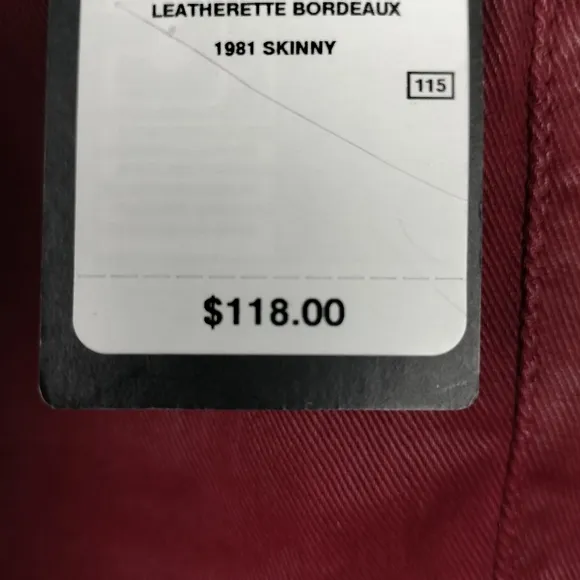 LEATHERETTE BORDEAUX
1981 SKINNY
115
$118.00